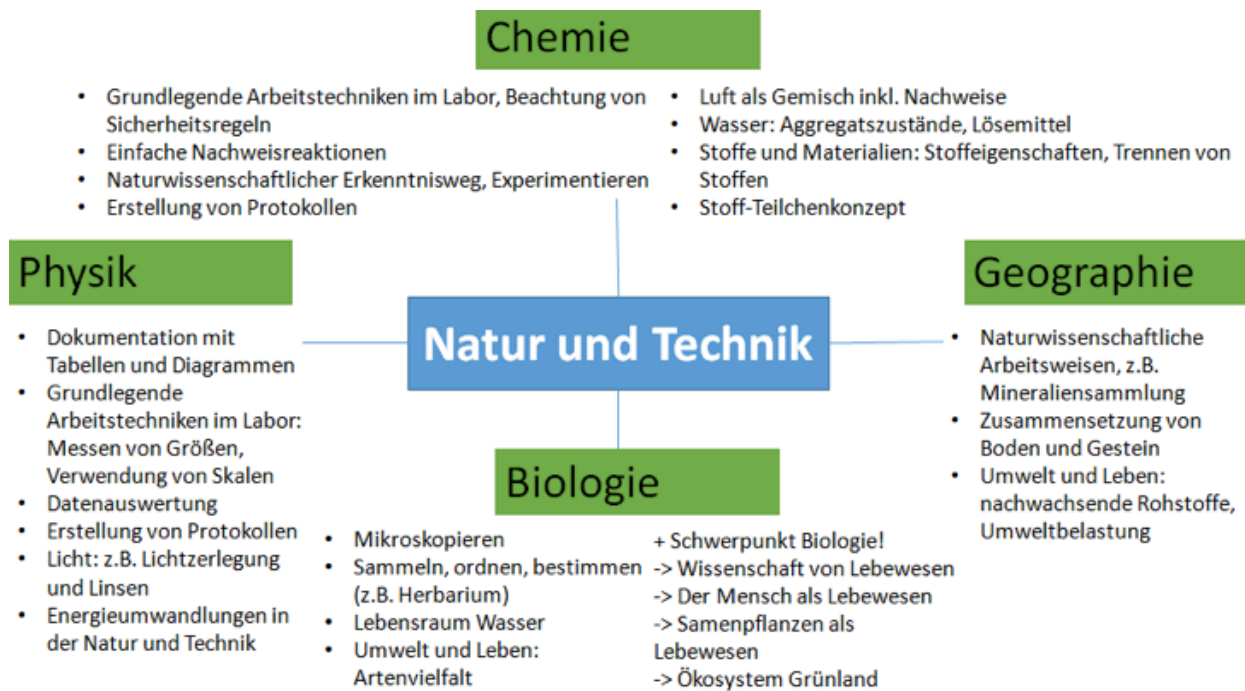 Chemie
• Grundlegende Arbeitstechniken im Labor, Beachtung von
Sicherheitsregeln
• Einfache Nachweisreaktionen
• Naturwissenschaftlicher Erkenntnisweg, Experimentieren
• Erstellung von Protokollen
• Luft als Gemisch inkl. Nachweise
• Wasser: Aggregatszustände, Lösemittel
• Stoffe und Materialien: Stoffeigenschaften, Trennen von
Stoffen
• Stoff-Teilchenkonzept
Physik
• Dokumentation mit
Tabellen und Diagrammen
• Grundlegende
Arbeitstechniken im Labor:
Messen von Größen,
Verwendung von Skalen
• Datenauswertung
• Erstellung von Protokollen
• Licht: z.B. Lichtzerlegung
und Linsen
• Energieumwandlungen in
der Natur und Technik
Natur und Technik
Geographie
• Naturwissenschaftliche
Arbeitsweisen, z.B.
Mineraliensammlung
• Zusammensetzung von
Boden und Gestein
• Umwelt und Leben:
nachwachsende Rohstoffe,
Umweltbelastung
Biologie
• Mikroskopieren
• Sammeln, ordnen, bestimmen
(z.B. Herbarium)
• Lebensraum Wasser
• Umwelt und Leben:
Artenvielfalt
+ Schwerpunkt Biologie!
-> Wissenschaft von Lebewesen
-> Der Mensch als Lebewesen
-> Samenpflanzen als
Lebewesen
-> Ökosystem Grünland